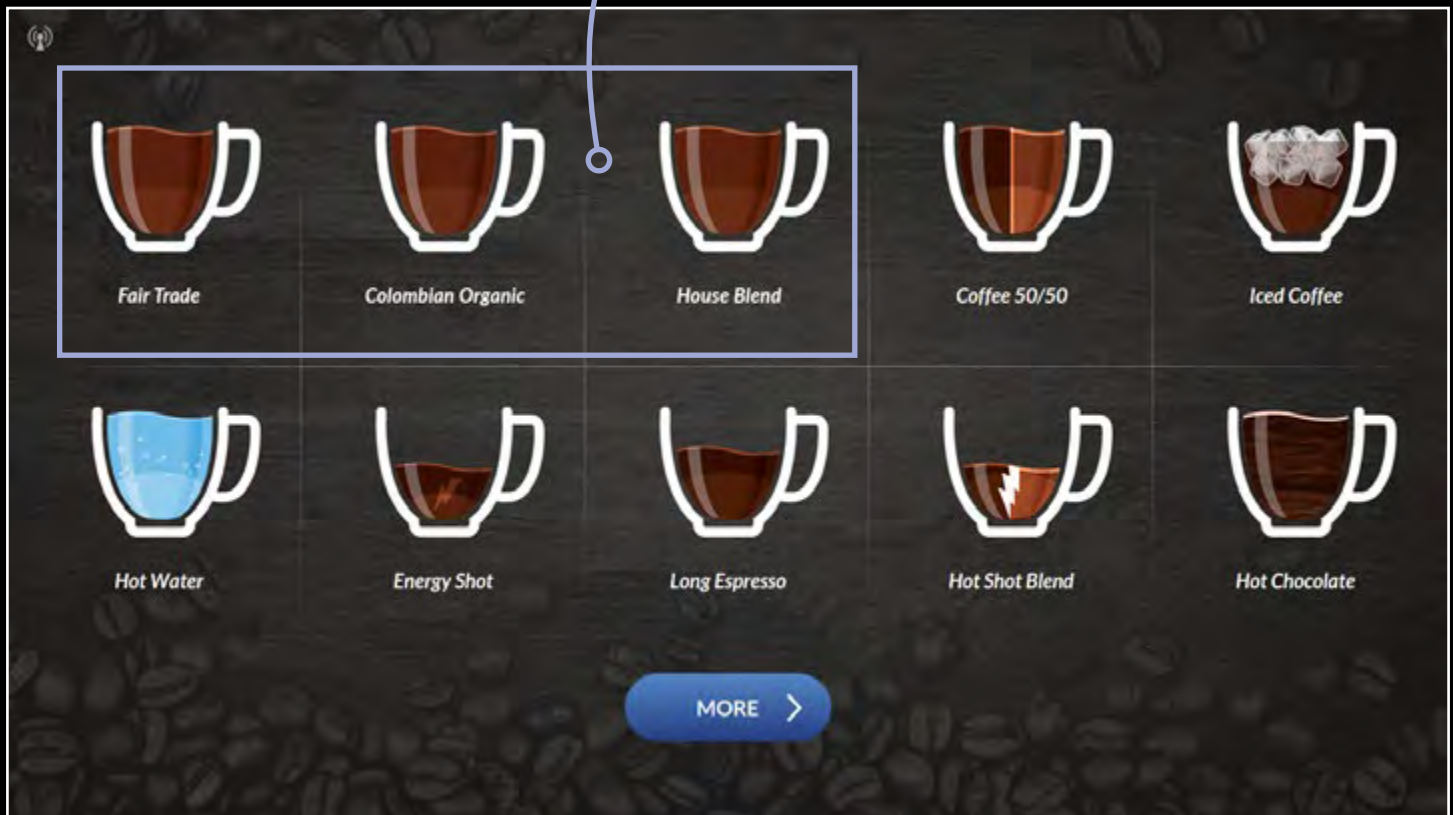 Fair Trade
Colombian Organic
House Blend
Coffee 50/50
Iced Coffee
Hot Water
Energy Shot
Long Espresso
Hot Shot Blend
Hot Chocolate
MORE